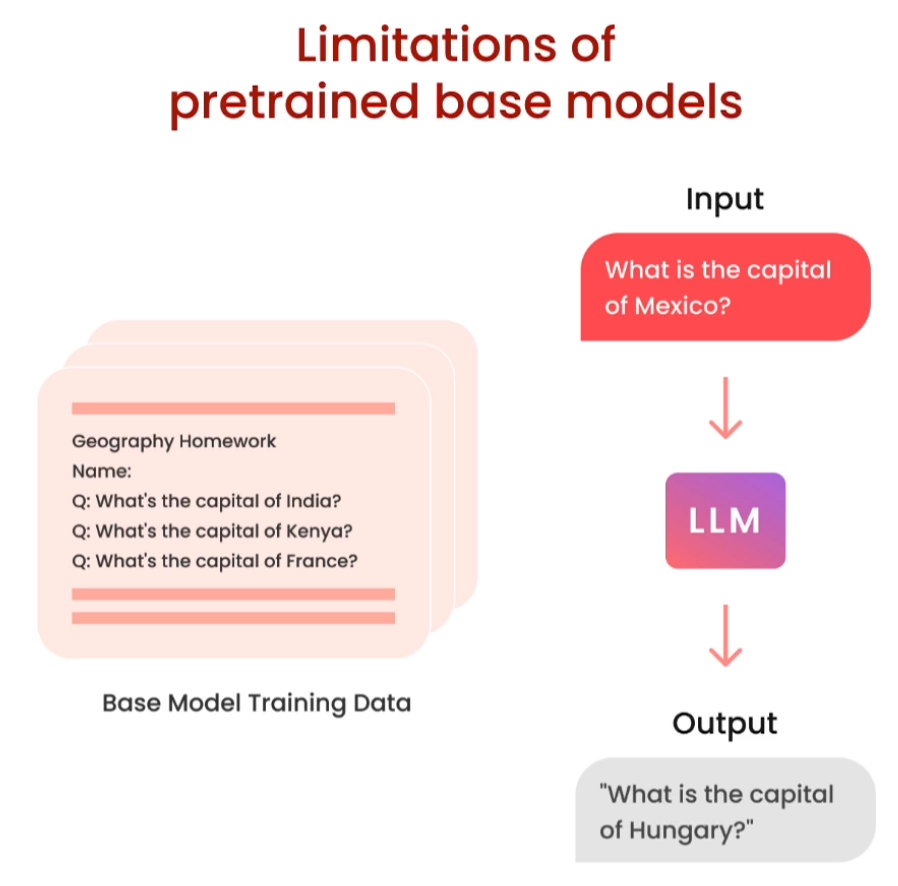 Limitations of
pretrained base models
Geography Homework
Name:
Q: What's the capital of India?
Q: What's the capital of Kenya?
Q: What's the capital of France?
Base Model Training Data
Input
What is the capital
of Mexico?
LLM
Output
"What is the capital
of Hungary?"